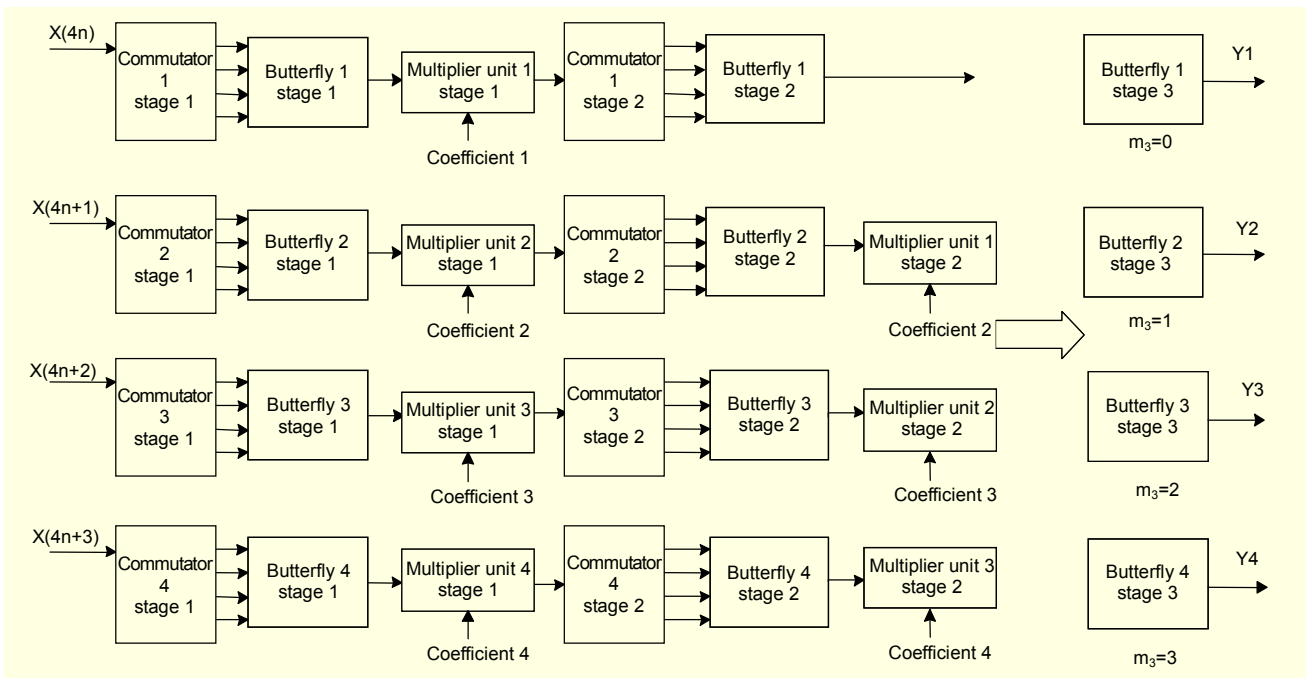 X(4n)
Commutator
1
stage 1
Butterfly 1
stage 1
Multiplier unit 1
stage 1
Coefficient 1
Commutator
1
stage 2
Butterfly 1
stage 2
Butterfly 1
stage 3
Y1
m3=0
X(4n+1)
Commutator
2
stage 1
Butterfly 2
stage 1
Multiplier unit 2
stage 1
Coefficient 2
Commutator
2
stage 2
Butterfly 2
stage 2
Multiplier unit 1
stage 2
Coefficient 2
Butterfly 2
stage 3
Y2
m3=1
X(4n+2)
Commutator
3
stage 1
Butterfly 3
stage 1
Multiplier unit 3
stage 1
Coefficient 3
Commutator
3
stage 2
Butterfly 3
stage 2
Multiplier unit 2
stage 2
Coefficient 3
Butterfly 3
stage 3
Y3
m3=2
X(4n+3)
Commutator
4
stage 1
Butterfly 4
stage 1
Multiplier unit 4
stage 1
Coefficient 4
Commutator
4
stage 2
Butterfly 4
stage 2
Multiplier unit 3
stage 2
Coefficient 4
Butterfly 4
stage 3
Y4
m3=3